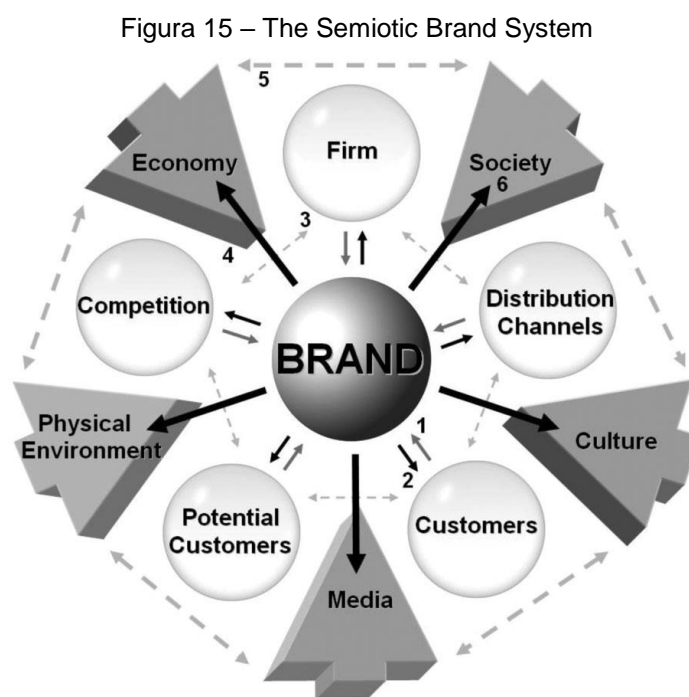 Figura 15 – The Semiotic Brand System
5
Economy
Firm
Society
6
3
4
Competition
Distribution
Channels
BRAND
Physical
Environment
Culture
1
2
Potential
Customers
Customers
Media